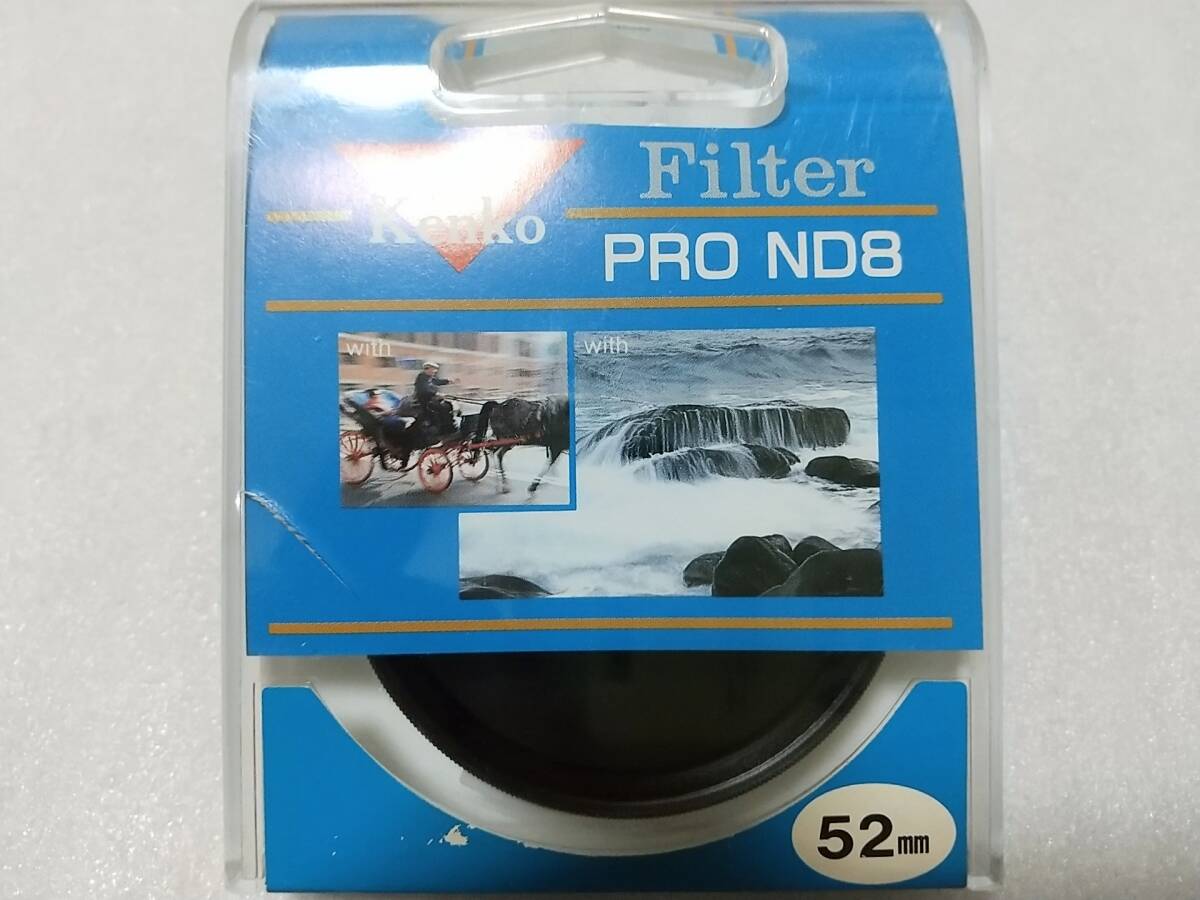 Kenko
Filter
PRO ND8
with
with
52mm